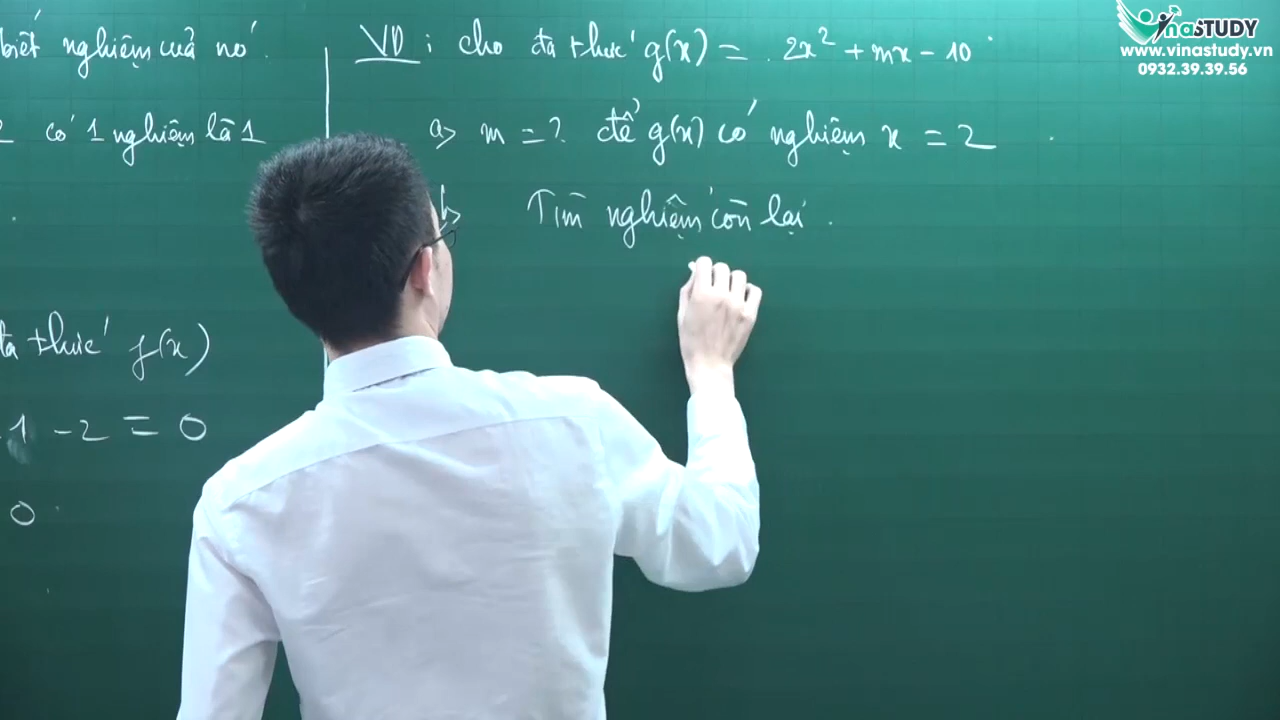 biết nghiệm của nó.
2 có 1 nghiệm là 1
đa thức f(x)
1 - 2 = 0
0
VD : cho đa thức g(x) = 2x² + mx - 10
a> m = ? để g(x) có nghiệm x = 2
b> Tìm nghiệm còn lại.
VinaSTUDY
www.vinastudy.vn
0932.39.39.56